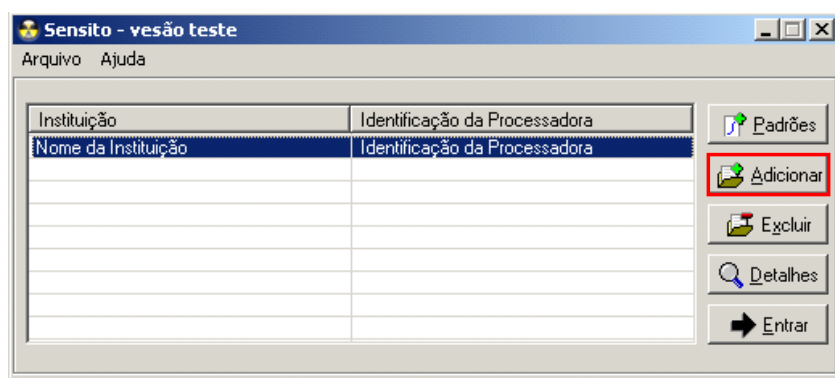 Sensito - vesão teste
Arquivo Ajuda
Instituição Identificação da Processadora
Nome da Instituição Identificação da Processadora
Padrões
Adicionar
Excluir
Detalhes
Entrar